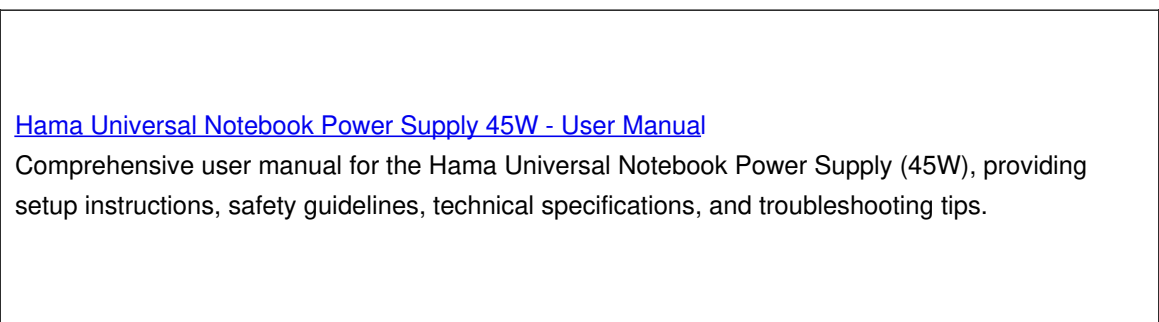 Hama Universal Notebook Power Supply 45W - User Manual
Comprehensive user manual for the Hama Universal Notebook Power Supply (45W), providing
setup instructions, safety guidelines, technical specifications, and troubleshooting tips.